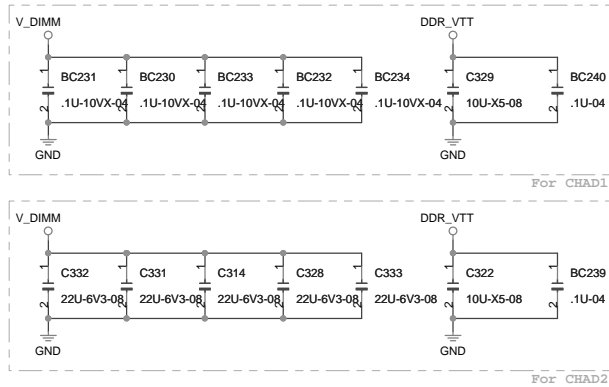 V_DIMM DDR_VTT
1 1 1 1 1 1 1
BC231 BC230 BC233 BC232 BC234 C329 BC240
2 .1U-10VX-04 2 .1U-10VX-04 2 .1U-10VX-04 2 .1U-10VX-04 2 .1U-10VX-04 2 10U-X5-08 2 .1U-04
GND GND
For CHAD1
V_DIMM DDR_VTT
1 1 1 1 1 1 1
C332 C331 C314 C328 C333 C322 BC239
2 22U-6V3-08 2 22U-6V3-08 2 22U-6V3-08 2 22U-6V3-08 2 22U-6V3-08 2 10U-X5-08 2 .1U-04
GND GND
For CHAD2